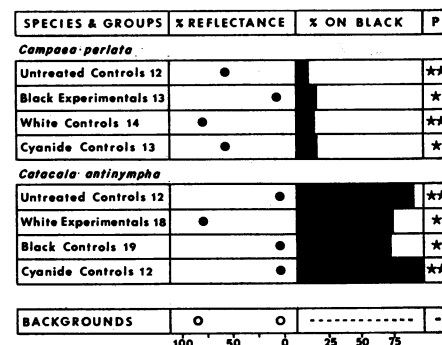 SPECIES & GROUPS % REFLECTANCE % ON BLACK P
Campaea perlata
Untreated Controls 12 **
Black Experimentals 13 *
White Controls 14 **
Cyanide Controls 13 *
Catacala antinympha
Untreated Controls 12 **
White Experimentals 18 *
Black Controls 19 *
Cyanide Controls 12 **
BACKGROUNDS -
100 50 0 25 50 75